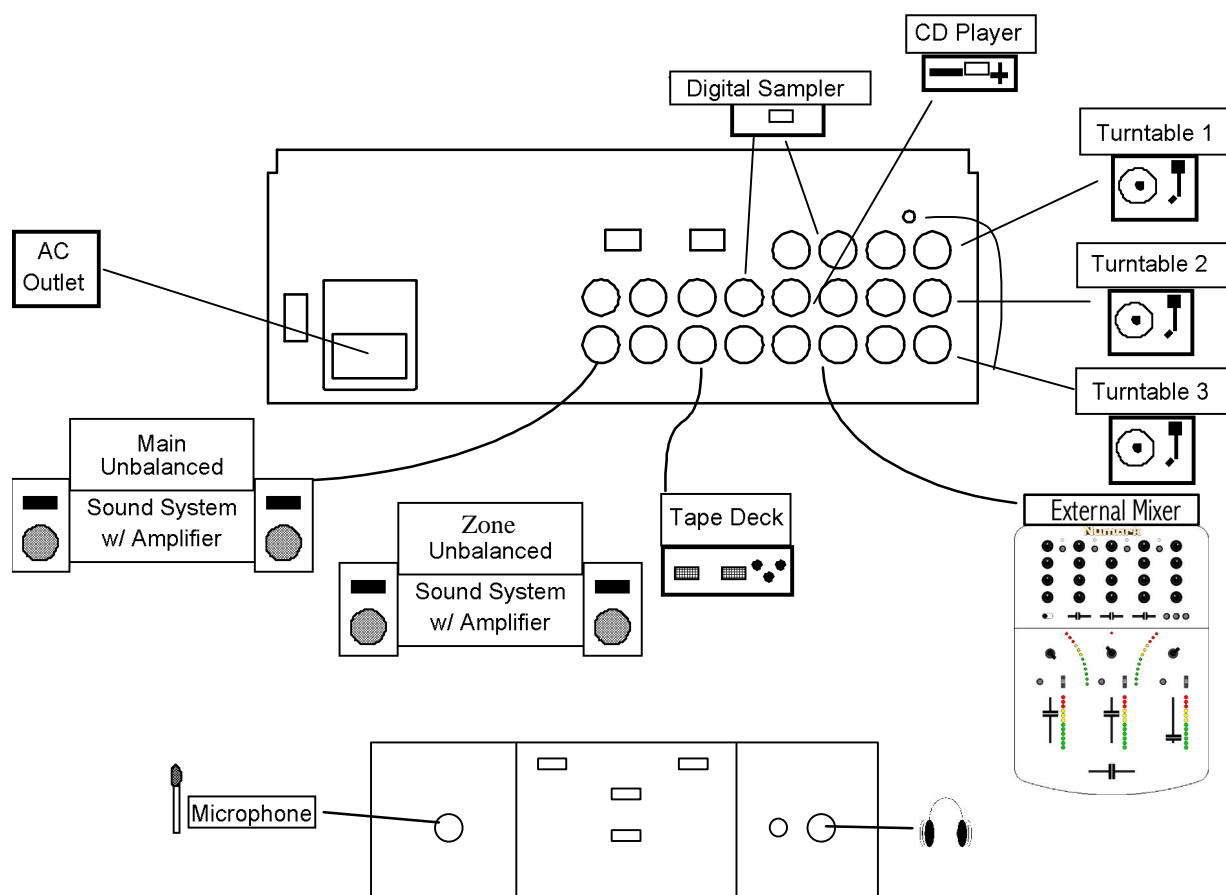 CD Player
Digital Sampler
Turntable 1
AC
Outlet
Turntable 2
Turntable 3
Main
Unbalanced
Sound System
w/ Amplifier
Zone
Unbalanced
Sound System
w/ Amplifier
Tape Deck
External Mixer
Numark
Microphone